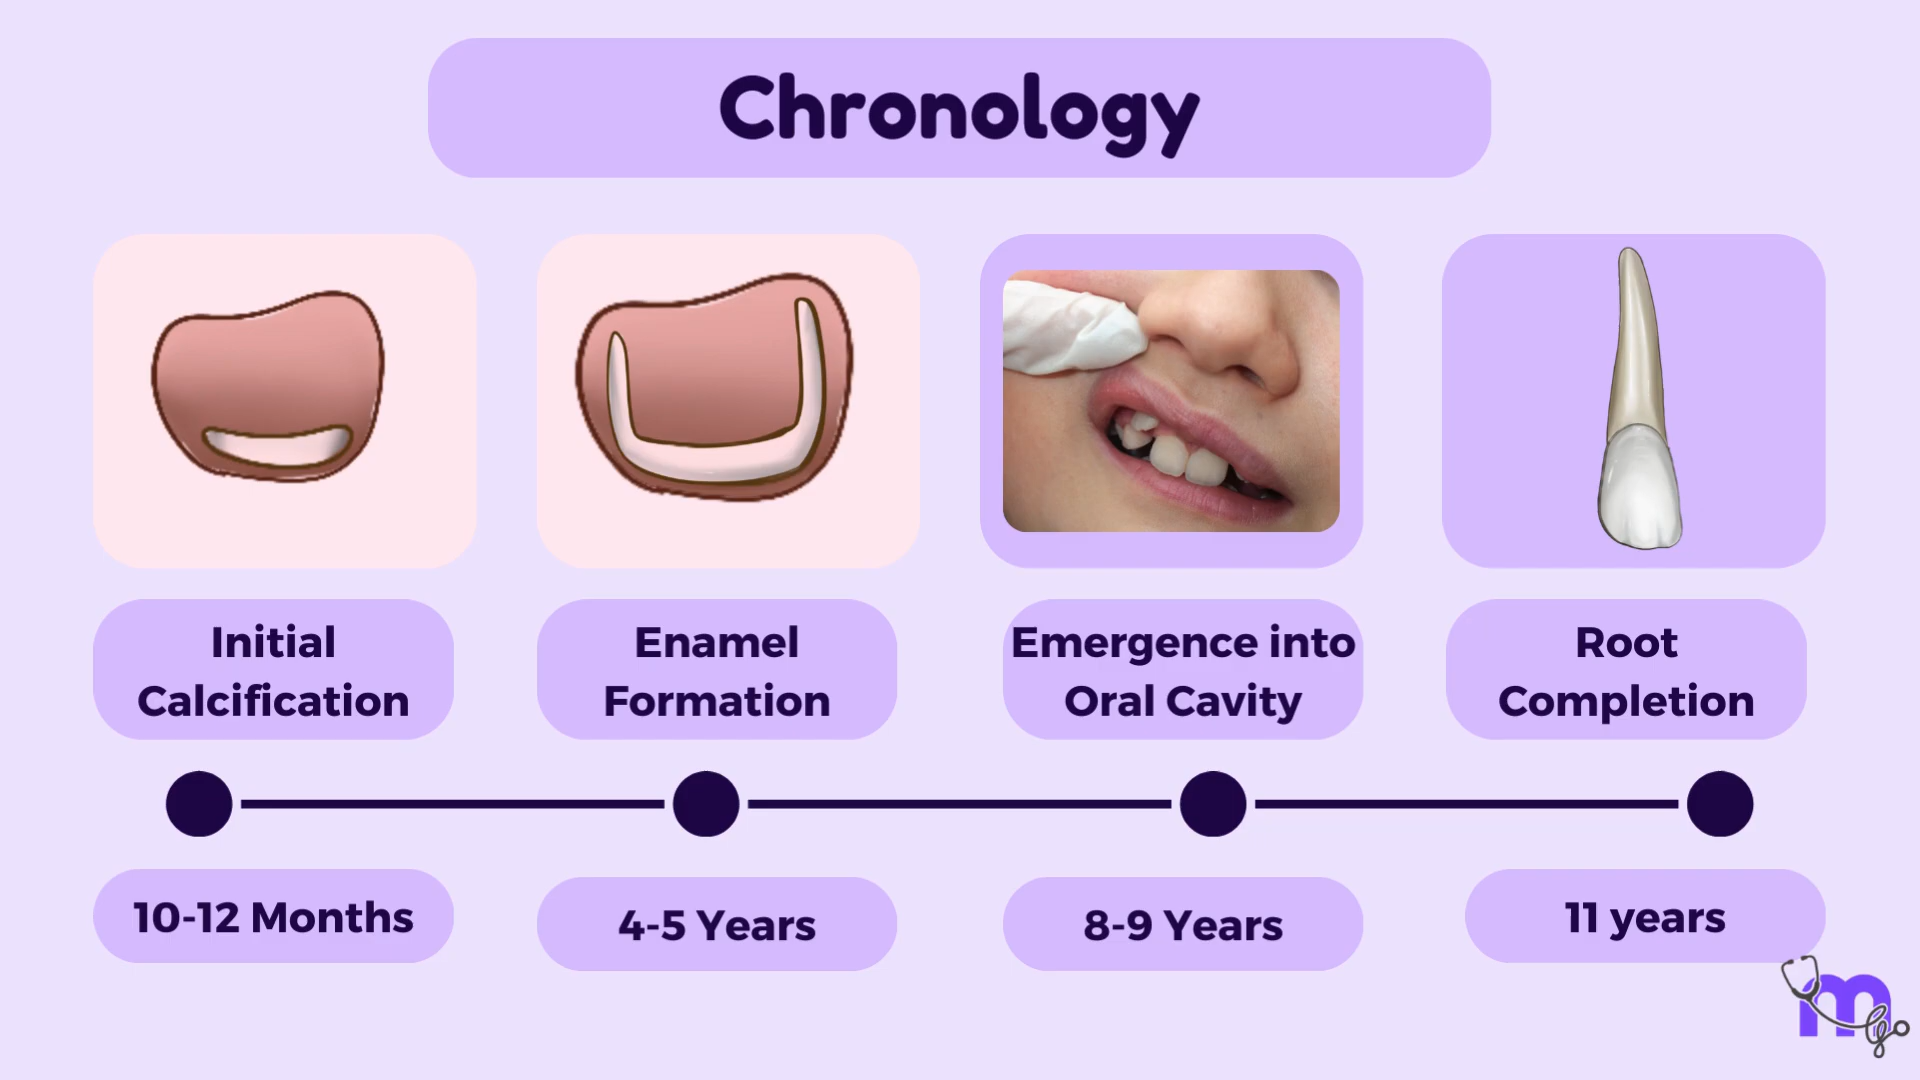 Chronology
Initial
Calcification
Enamel
Formation
Emergence into
Oral Cavity
Root
Completion
10-12 Months
4-5 Years
8-9 Years
11 years
m
go